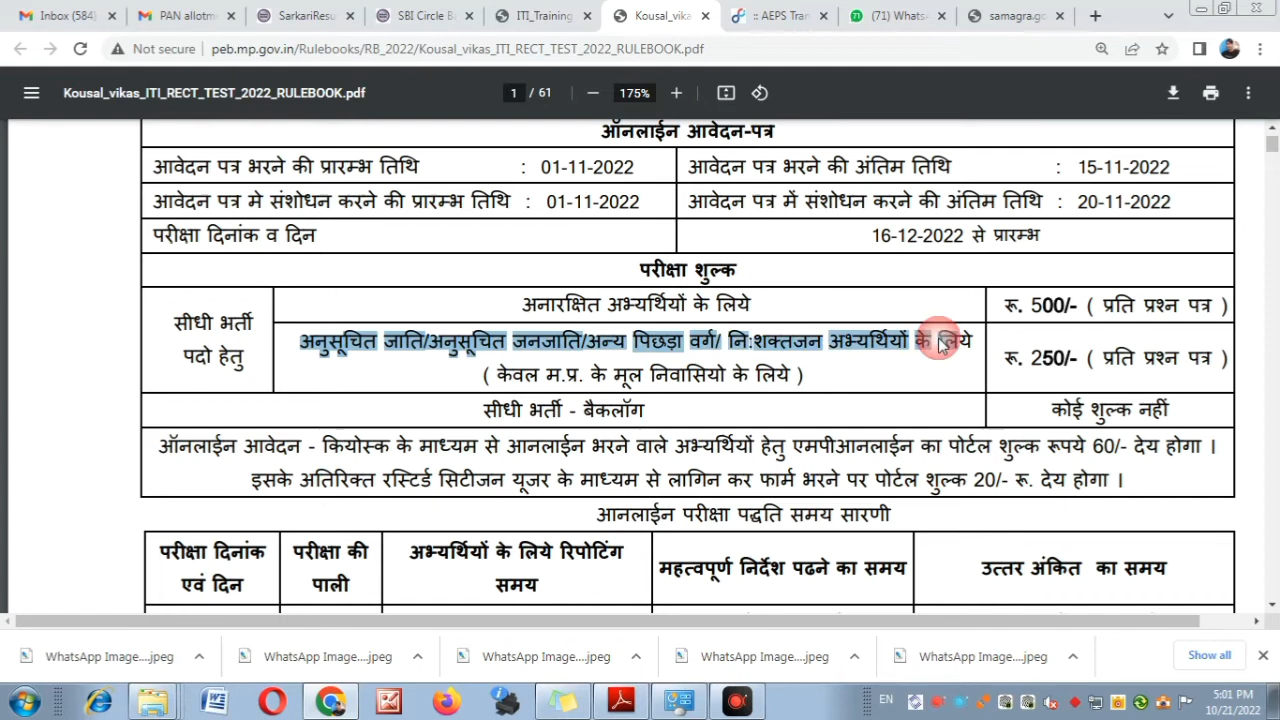 Inbox (584)
PAN allotm
SarkariResu
SBI Circle Ba
ITI_Training
Kousal_vika
:: AEPS Tran
(71) Whats
samagra.go
Not secure peb.mp.gov.in/Rulebooks/RB_2022/Kousal_vikas_ITI_RECT_TEST_2022_RULEBOOK.pdf
Kousal_vikas_ITI_RECT_TEST_2022_RULEBOOK.pdf 1 / 61 175%
ऑनलाईन आवेदन-पत्र
आवेदन पत्र भरने की प्रारम्भ तिथि : 01-11-2022 आवेदन पत्र भरने की अंतिम तिथि : 15-11-2022
आवेदन पत्र मे संशोधन करने की प्रारम्भ तिथि : 01-11-2022 आवेदन पत्र में संशोधन करने की अंतिम तिथि : 20-11-2022
परीक्षा दिनांक व दिन 16-12-2022 से प्रारम्भ
परीक्षा शुल्क
सीधी भर्ती
पदो हेतु
अनारक्षित अभ्यर्थियों के लिये रू. 500/- ( प्रति प्रश्न पत्र )
अनुसूचित जाति/अनुसूचित जनजाति/अन्य पिछड़ा वर्ग/ नि:शक्तजन अभ्यर्थियों के लिये
( केवल म.प्र. के मूल निवासियो के लिये )
रू. 250/- ( प्रति प्रश्न पत्र )
सीधी भर्ती - बैकलॉग कोई शुल्क नहीं
ऑनलाईन आवेदन - कियोस्क के माध्यम से आनलाईन भरने वाले अभ्यर्थियों हेतु एमपीआनलाईन का पोर्टल शुल्क रूपये 60/- देय होगा ।
इसके अतिरिक्त रस्टिर्ड सिटीजन यूजर के माध्यम से लागिन कर फार्म भरने पर पोर्टल शुल्क 20/- रू. देय होगा ।
आनलाईन परीक्षा पद्धति समय सारणी
परीक्षा दिनांक
एवं दिन
परीक्षा की
पाली
अभ्यर्थियों के लिये रिपोर्टिंग
समय
महत्वपूर्ण निर्देश पढने का समय
उत्तर अंकित का समय
WhatsApp Image....jpeg
WhatsApp Image....jpeg
WhatsApp Image....jpeg
WhatsApp Image....jpeg
WhatsApp Image....jpeg
Show all
EN
5:01 PM
10/21/2022